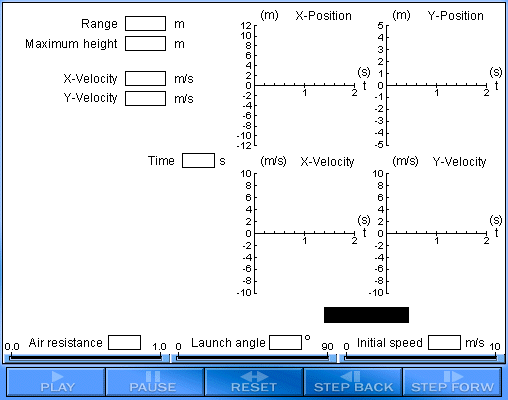 Range m
Maximum height m
X-Velocity m/s
Y-Velocity m/s
Time s
(m) X-Position
12
10
8
6
4
2
0
-2
-4
-6
-8
-10
-12
1 2
(s)
t
(m) Y-Position
5
4
3
2
1
0
-1
-2
-3
-4
-5
1 2
(s)
t
(m/s) X-Velocity
10
8
6
4
2
0
-2
-4
-6
-8
-10
1 2
(s)
t
(m/s) Y-Velocity
10
8
6
4
2
0
-2
-4
-6
-8
-10
1 2
(s)
t
Air resistance
0.0 1.0
Launch angle °
0 90
Initial speed m/s
0 10
PLAY PAUSE RESET STEP BACK STEP FORW